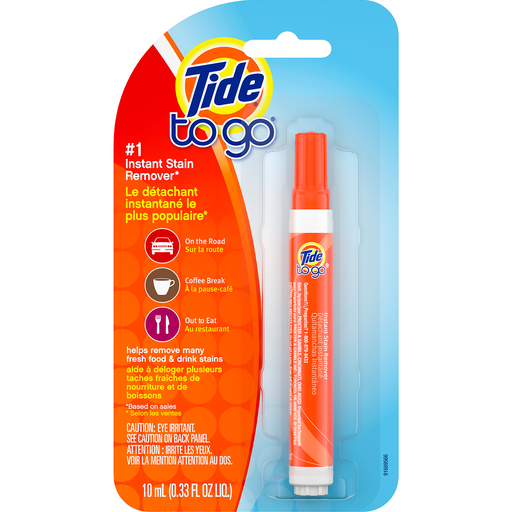 Tide
to go®
#1
Instant Stain
Remover*
Le détachant
instantané le
plus populaire*
On the Road
Sur la route
Coffee Break
À la pause-café
Out to Eat
Au restaurant
helps remove many
fresh food & drink stains
aide à déloger plusieurs
taches fraîches de
nourriture et de
boissons
*Based on sales
* Selon les ventes
CAUTION: EYE IRRITANT.
SEE CAUTION ON BACK PANEL.
ATTENTION : IRRITE LES YEUX.
VOIR LA MENTION ATTENTION AU DOS.
10 mL (0.33 FL OZ LIQ.)
Tide
to go®
Instant Stain Remover
Détachant instantané
Quitamanchas Instantáneo